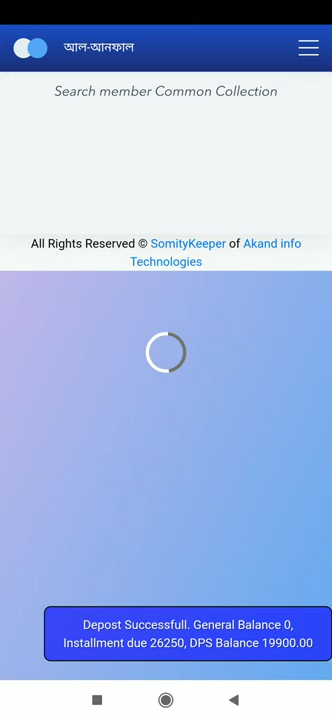 আল-আনফাল
Search member Common Collection
All Rights Reserved © SomityKeeper of Akand info
Technologies
Depost Successfull. General Balance 0,
Installment due 26250, DPS Balance 19900.00